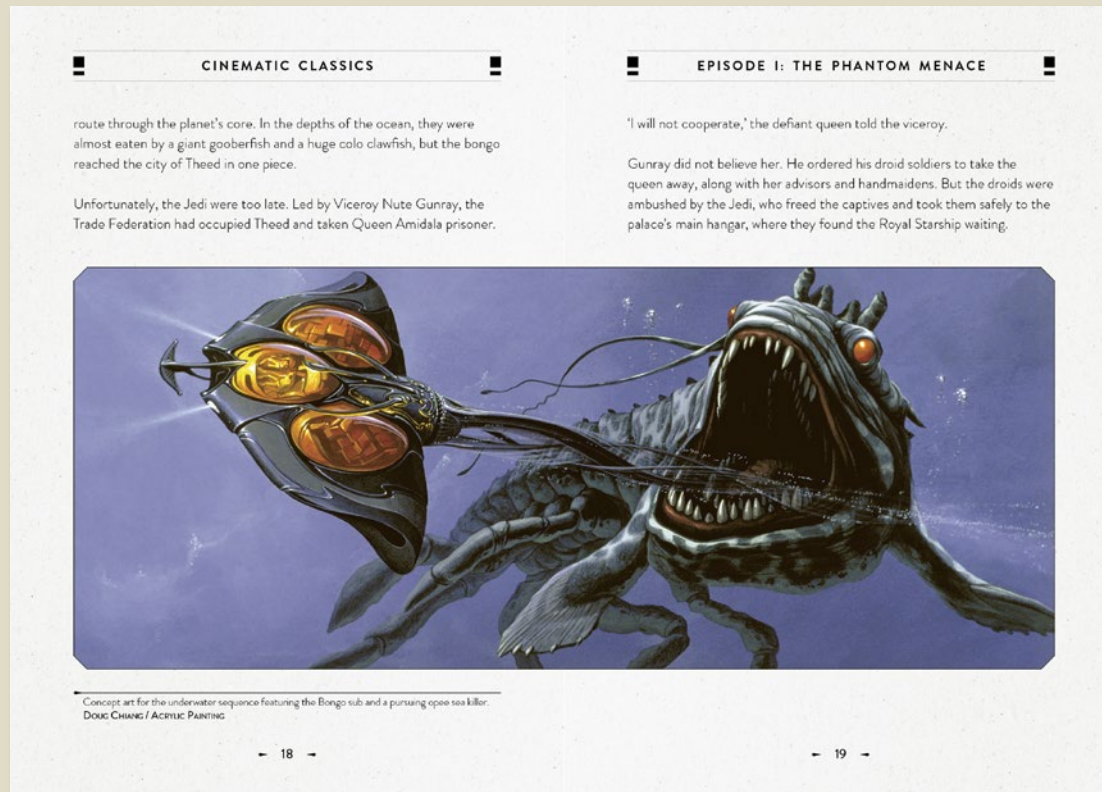 CINEMATIC CLASSICS
route through the planet's core. In the depths of the ocean, they were
almost eaten by a giant gooberfish and a huge colo clawfish, but the bongo
reached the city of Theed in one piece.
Unfortunately, the Jedi were too late. Led by Viceroy Nute Gunray, the
Trade Federation had occupied Theed and taken Queen Amidala prisoner.
Concept art for the underwater sequence featuring the Bongo sub and a pursuing opee sea killer.
DOUG CHIANG / ACRYLIC PAINTING
18
EPISODE I: THE PHANTOM MENACE
'I will not cooperate,' the defiant queen told the viceroy.
Gunray did not believe her. He ordered his droid soldiers to take the
queen away, along with her advisors and handmaidens. But the droids were
ambushed by the Jedi, who freed the captives and took them safely to the
palace's main hangar, where they found the Royal Starship waiting.
19